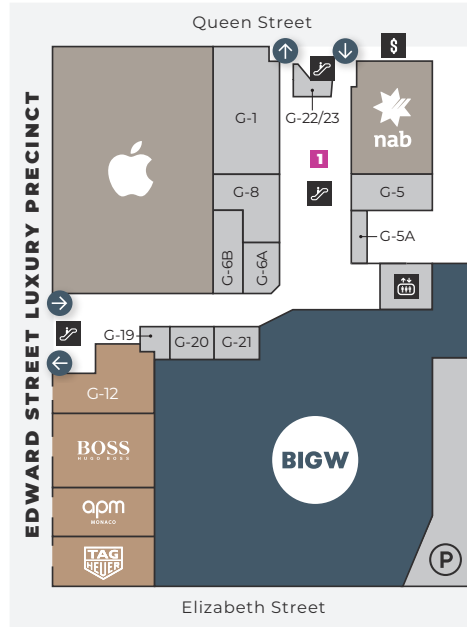 Queen Street
$
G-1
G-22/23
nab
1
G-8
G-5
G-6B
G-6A
G-5A
EDWARD STREET LUXURY PRECINCT
G-19
G-20
G-21
G-12
BOSS
HUGO BOSS
BIGW
apm
MONACO
TAG
HEUER
P
Elizabeth Street